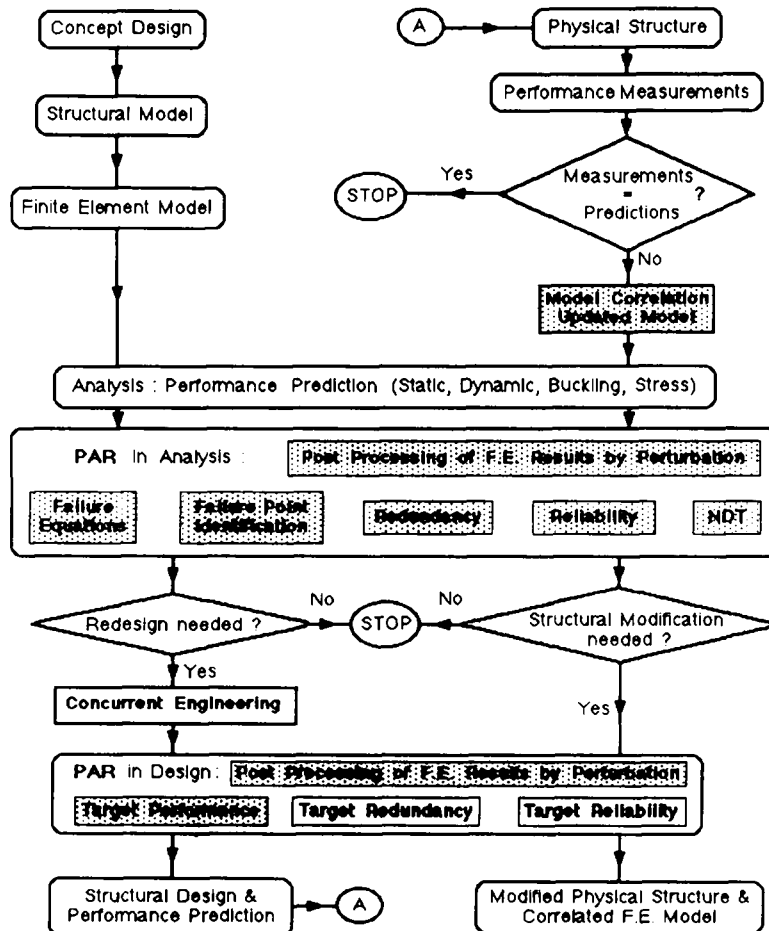 Concept Design
A
Physical Structure
Structural Model
Performance Measurements
Finite Element Model
Measurements
=
Predictions
?
Yes
STOP
No
Model Correlation
Updated Model
Analysis : Performance Prediction (Static, Dynamic, Buckling, Stress)
PAR In Analysis :
Post Processing of F.E. Results by Perturbation
Failure
Equations
Failure Point
Identification
Redundancy
Reliability
NDT
Redesign needed ?
No
STOP
No
Structural Modification
needed ?
Yes
Concurrent Engineering
Yes
PAR in Design:
Post Processing of F.E. Results by Perturbation
Target Performance
Target Redundancy
Target Reliability
Structural Design &
Performance Prediction
A
Modified Physical Structure &
Correlated F.E. Model